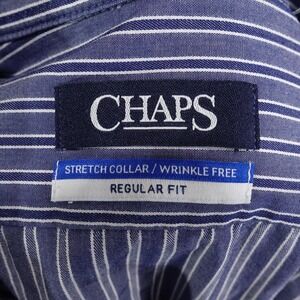 CHAPS
STRETCH COLLAR / WRINKLE FREE
REGULAR FIT